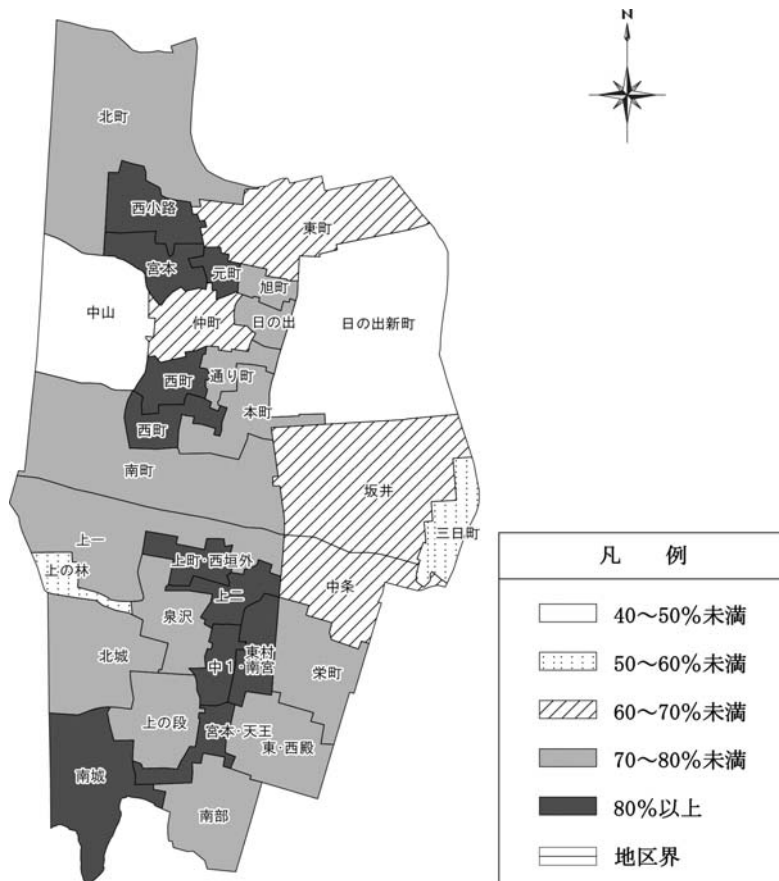 N
北町
西小路
東町
宮本
元町
旭町
中山
仲町
日の出
日の出新町
西町
通り町
本町
西町
南町
坂井
三日町
上一
上町・西垣外
上の林
中条
上二
泉沢
北城
中1・
東村
南宮
栄町
上の段
宮本・天王
東・西殿
南城
南部
凡 例
40～50%未満
50～60%未満
60～70%未満
70～80%未満
80%以上
地区界